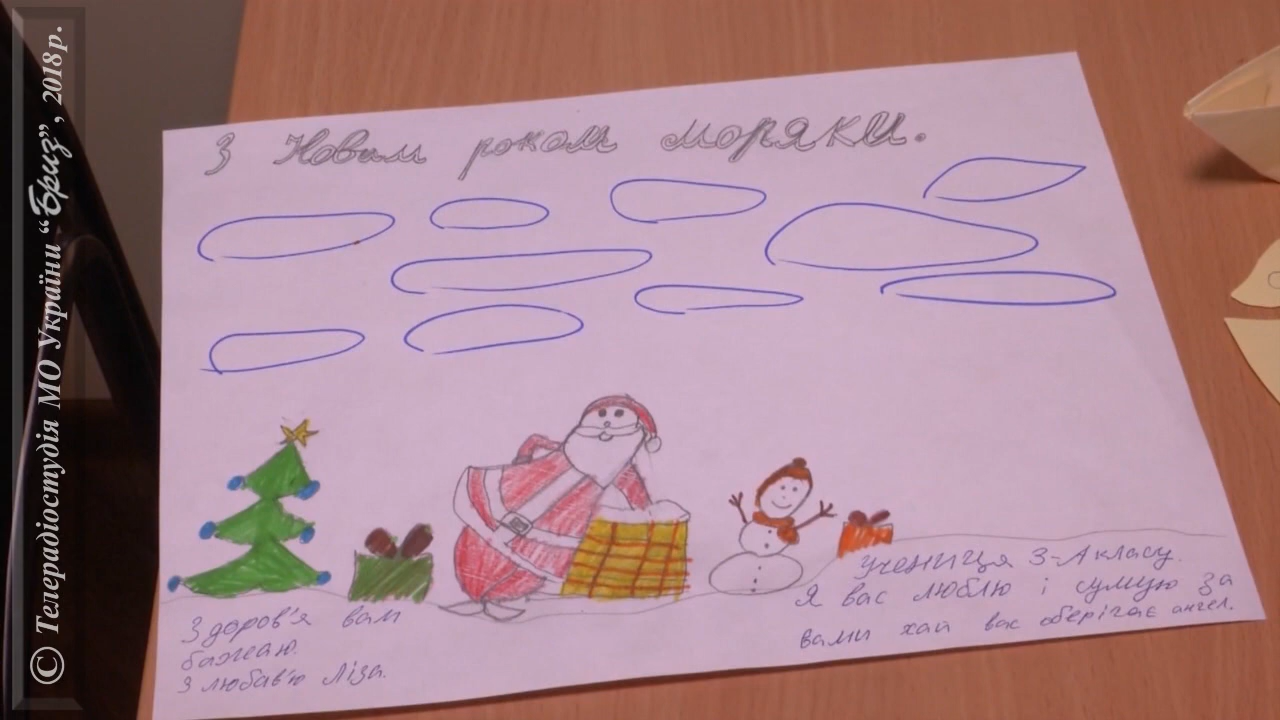 © Телерадіостудія МО України “Бриз”, 2018р.
З Новим роком моряки.
Здоров'я вам
бажаю.
З любов'ю Ліза.
Учениця 3-А класу.
Я вас люблю і сумую за
вами хай вас оберігає ангел.